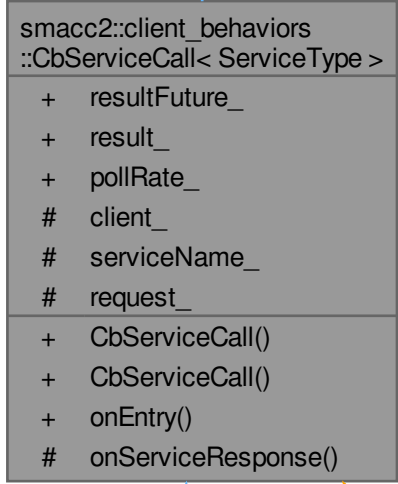 smacc2::client_behaviors
::CbServiceCall< ServiceType >
+ resultFuture_
+ result_
+ pollRate_
# client_
# serviceName_
# request_
+ CbServiceCall()
+ CbServiceCall()
+ onEntry()
# onServiceResponse()